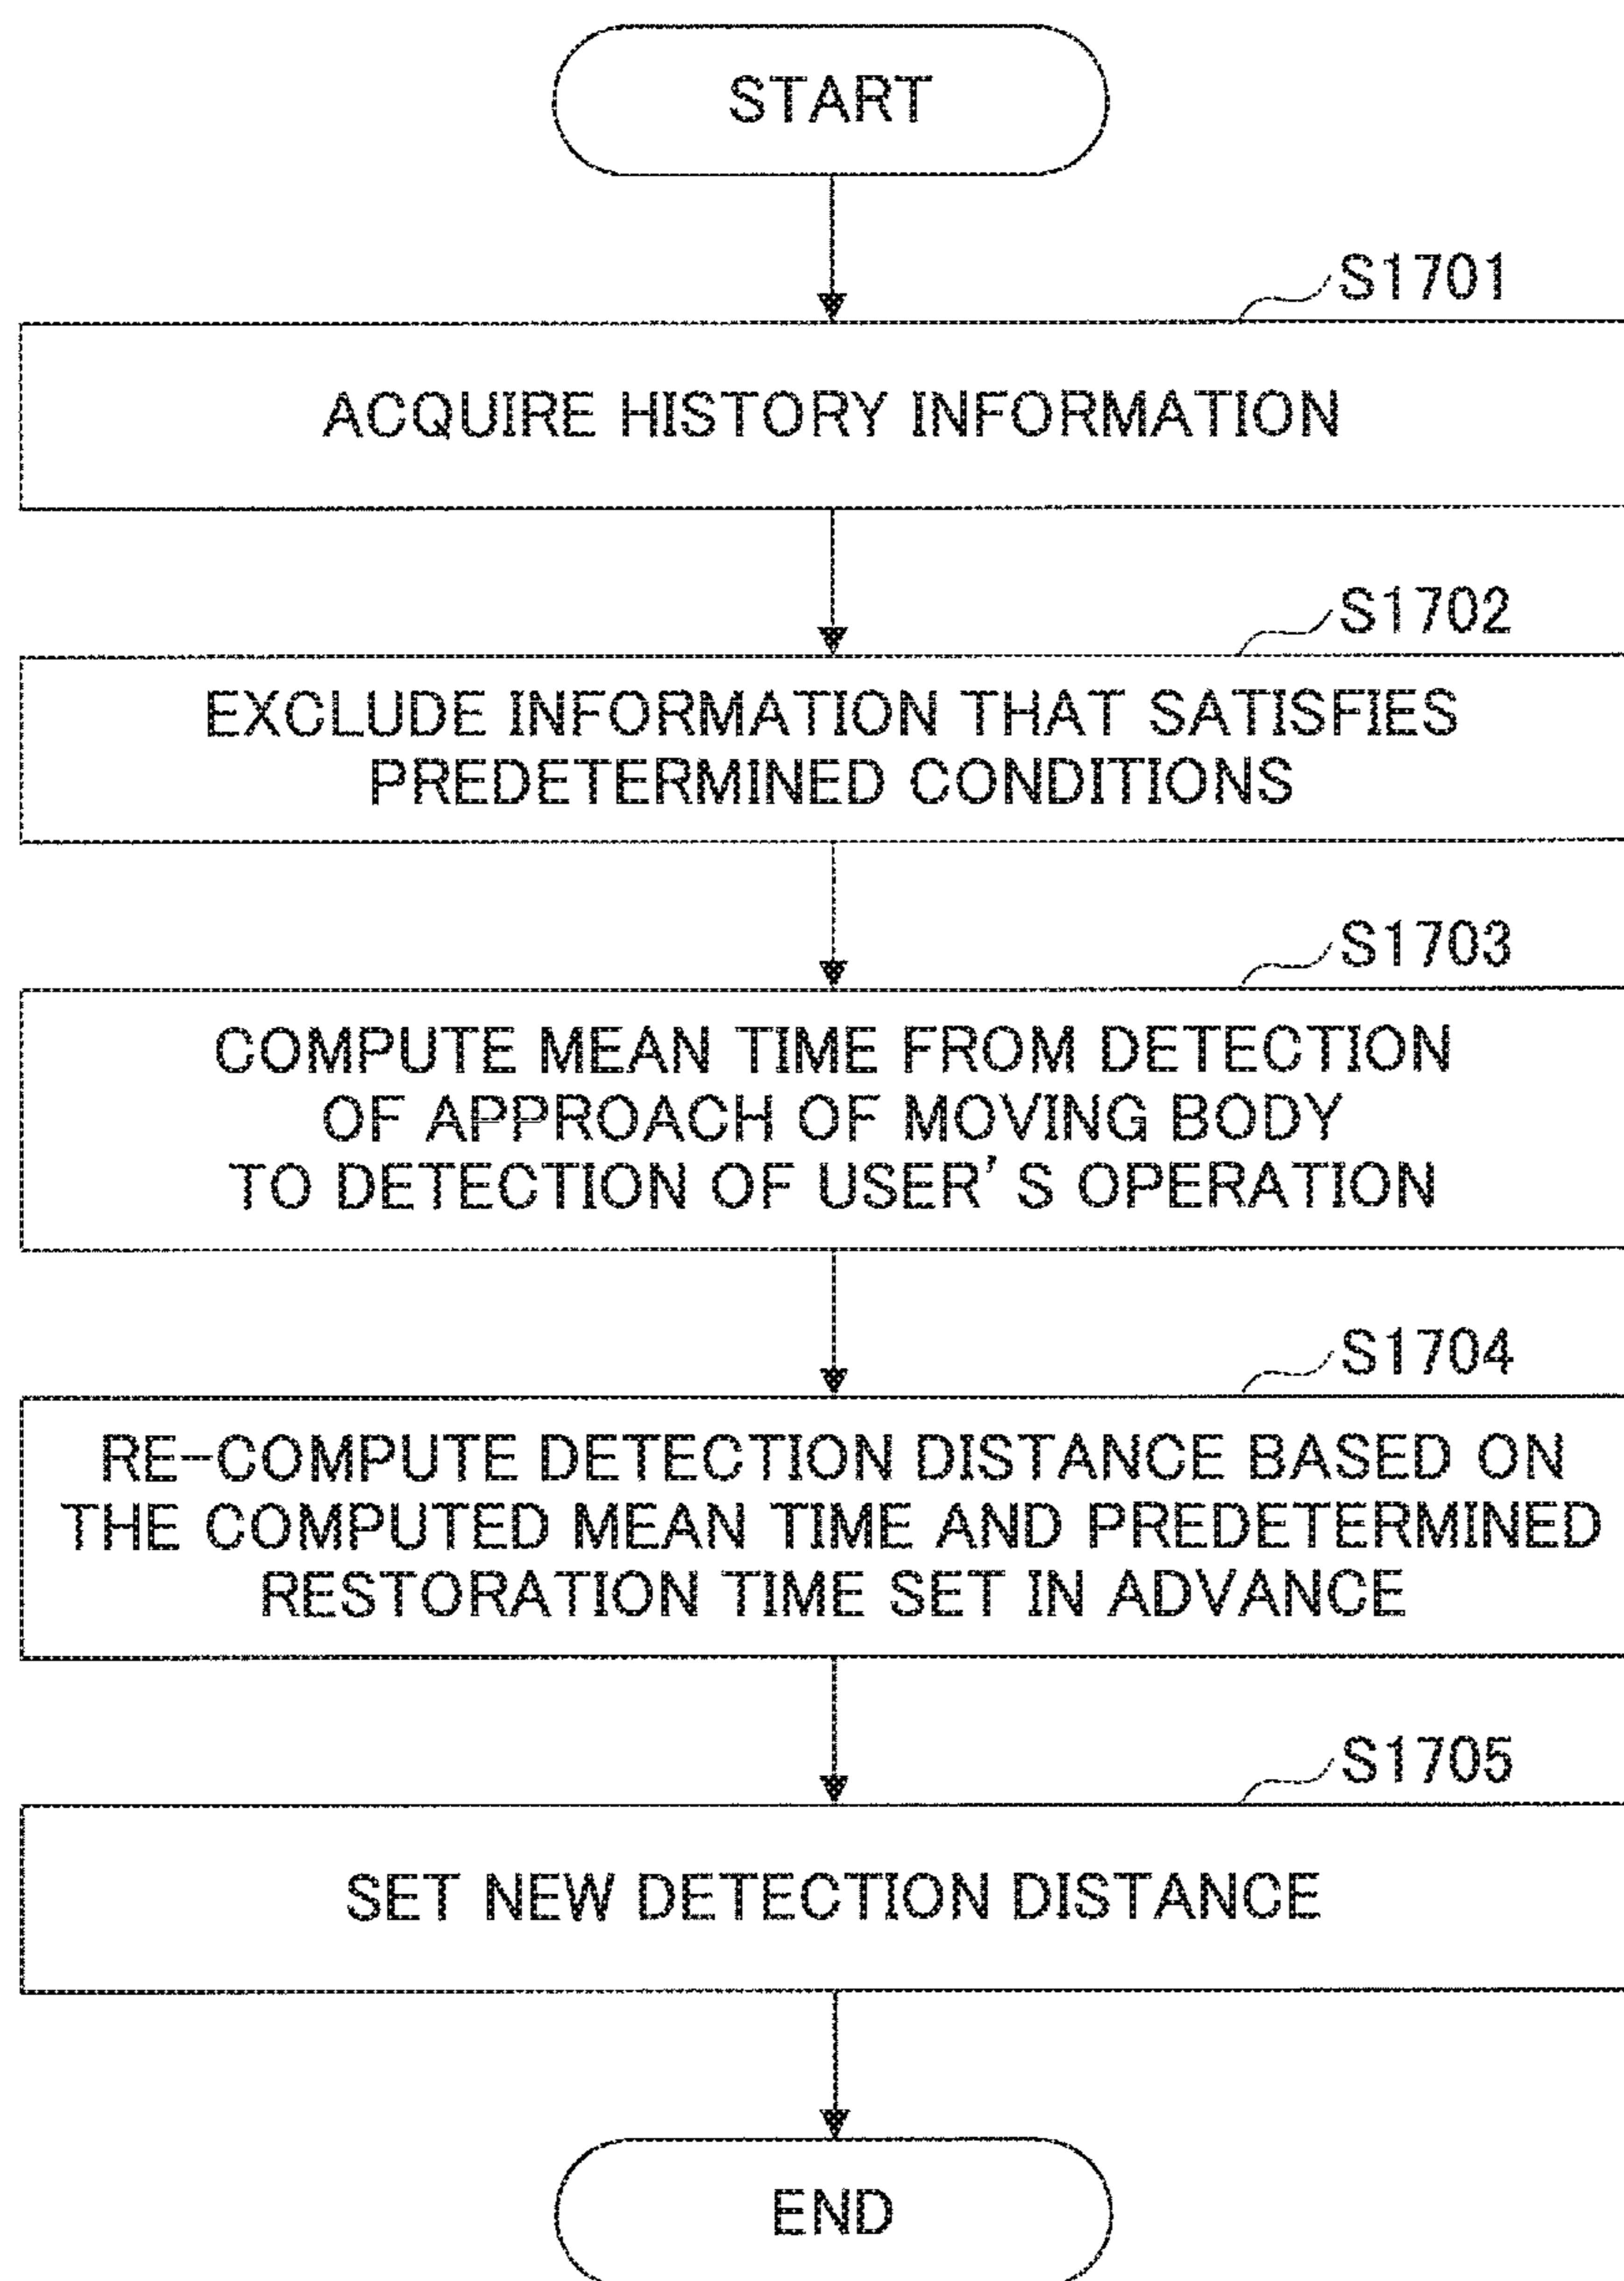 START
S1701
ACQUIRE HISTORY INFORMATION
S1702
EXCLUDE INFORMATION THAT SATISFIES
PREDETERMINED CONDITIONS
S1703
COMPUTE MEAN TIME FROM DETECTION
OF APPROACH OF MOVING BODY
TO DETECTION OF USER'S OPERATION
S1704
RE-COMPUTE DETECTION DISTANCE BASED ON
THE COMPUTED MEAN TIME AND PREDETERMINED
RESTORATION TIME SET IN ADVANCE
S1705
SET NEW DETECTION DISTANCE
END